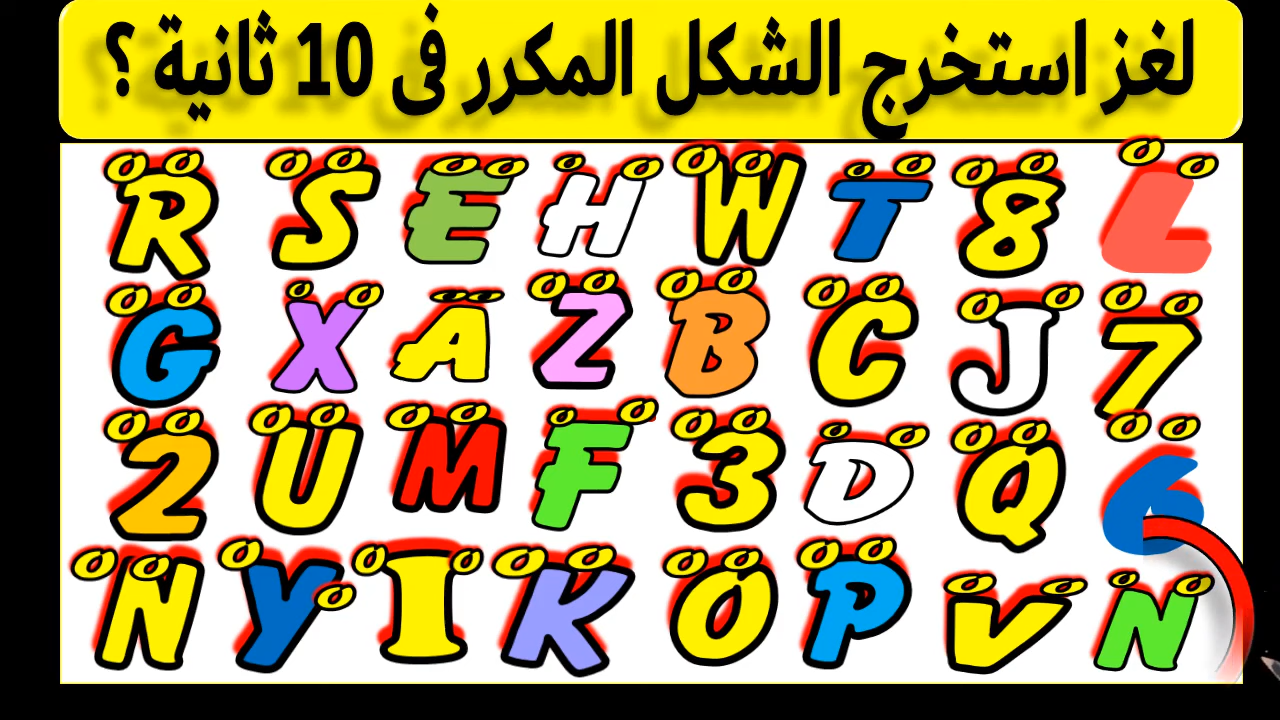 لغز استخرج الشكل المكرر فى 10 ثانية ؟
R S E H W T 8 L
G X A Z B C J 7
2 U M F 3 D Q 6
N Y I K O P V N